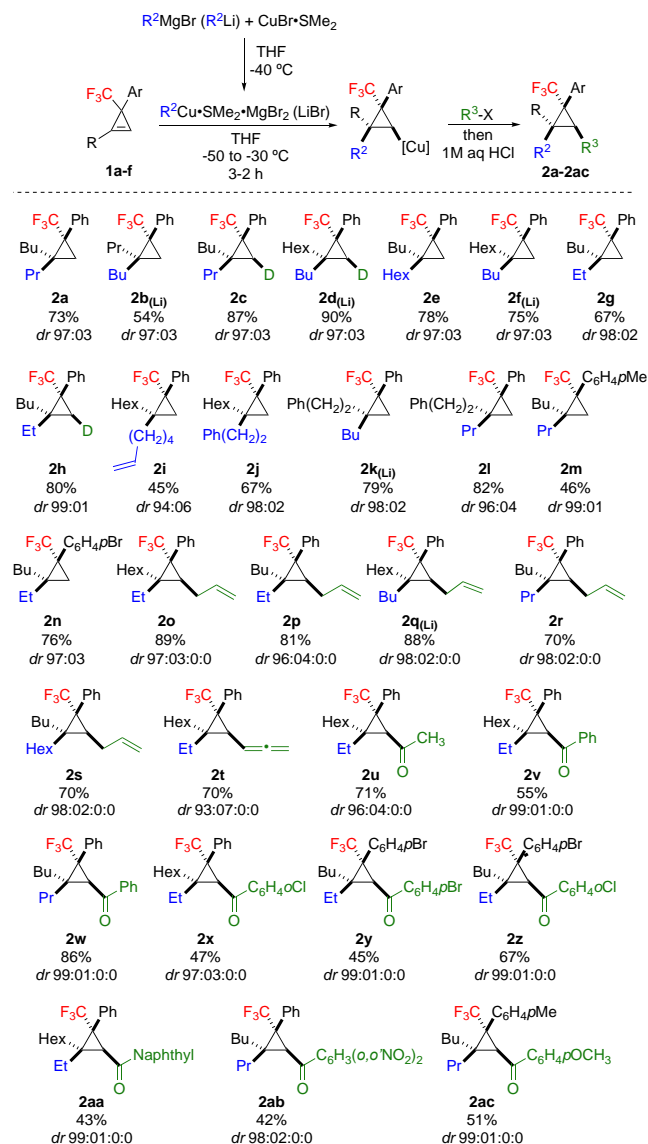 R²MgBr (R²Li) + CuBr•SMe₂
THF
-40 ºC
F₃C Ar
R
1a-f
R²Cu•SMe₂•MgBr₂ (LiBr)
THF
-50 to -30 ºC
3-2 h
F₃C Ar
R
R² [Cu]
R³-X
then
1M aq HCl
F₃C Ar
R
R² R³
2a-2ac
F₃C Ph F₃C Ph F₃C Ph F₃C Ph F₃C Ph F₃C Ph F₃C Ph
Bu Pr Bu Hex Bu Hex Bu
Pr Bu Pr D Bu D Hex Bu Et
2a 2b(Li) 2c 2d(Li) 2e 2f(Li) 2g
73% 54% 87% 90% 78% 75% 67%
dr 97:03 dr 97:03 dr 97:03 dr 97:03 dr 97:03 dr 97:03 dr 98:02
F₃C Ph F₃C Ph F₃C Ph F₃C Ph F₃C Ph F₃C C₆H₄pMe
Bu Hex Hex Ph(H₂C)₂ Ph(H₂C)₂ Bu
Et D (CH₂)₄ Ph(H₂C)₂ Bu Pr Pr
2h 2i 2j 2k(Li) 2l 2m
80% 45% 67% 79% 82% 46%
dr 99:01 dr 94:06 dr 98:02 dr 98:02 dr 96:04 dr 99:01
F₃C C₆H₄pBr F₃C Ph F₃C Ph F₃C Ph F₃C Ph
Bu Hex Bu Hex Bu
Et Et Et Bu Pr
2n 2o 2p 2q(Li) 2r
76% 89% 81% 88% 70%
dr 97:03 dr 97:03:0:0 dr 96:04:0:0 dr 98:02:0:0 dr 98:02:0:0
F₃C Ph F₃C Ph F₃C Ph F₃C Ph
Bu Hex Hex CH₃ Hex Ph
Hex Et Et O Et O
2s 2t 2u 2v
70% 70% 71% 55%
dr 98:02:0:0 dr 93:07:0:0 dr 96:04:0:0 dr 99:01:0:0
F₃C Ph F₃C Ph F₃C C₆H₄pBr F₃C C₆H₄pBr
Bu Ph Hex C₆H₄oCl Bu C₆H₄pBr Bu C₆H₄oCl
Pr O Et O Et O Et O
2w 2x 2y 2z
86% 47% 45% 67%
dr 99:01:0:0 dr 97:03:0:0 dr 99:01:0:0 dr 99:01:0:0
F₃C Ph F₃C Ph F₃C C₆H₄pMe
Hex Naphthyl Bu C₆H₃(o,o'NO₂)₂ Bu C₆H₄pOCH₃
Et O Pr O Pr O
2aa 2ab 2ac
43% 42% 51%
dr 99:01:0:0 dr 98:02:0:0 dr 99:01:0:0